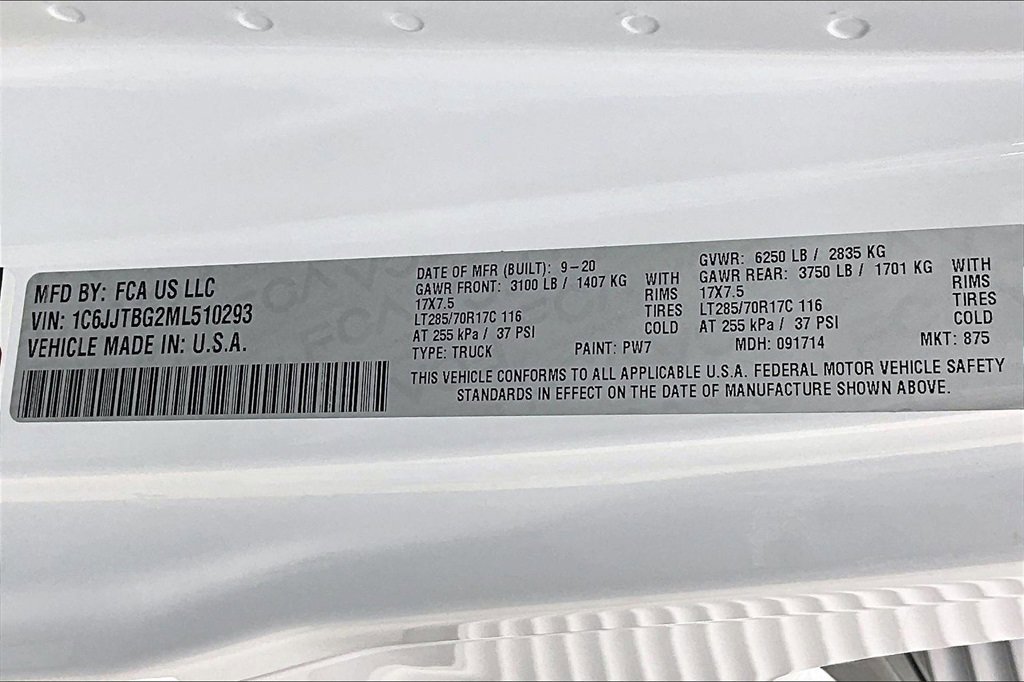 MFD BY: FCA US LLC
VIN: 1C6JJTBG2ML510293
VEHICLE MADE IN: U.S.A.
DATE OF MFR (BUILT): 9-20
GAWR FRONT: 3100 LB / 1407 KG WITH
17X7.5 RIMS
LT285/70R17C 116 TIRES
AT 255 kPa / 37 PSI COLD
GVWR: 6250 LB / 2835 KG
GAWR REAR: 3750 LB / 1701 KG WITH
17X7.5 RIMS
LT285/70R17C 116 TIRES
AT 255 kPa / 37 PSI COLD
TYPE: TRUCK PAINT: PW7 MDH: 091714 MKT: 875
THIS VEHICLE CONFORMS TO ALL APPLICABLE U.S.A. FEDERAL MOTOR VEHICLE SAFETY
STANDARDS IN EFFECT ON THE DATE OF MANUFACTURE SHOWN ABOVE.